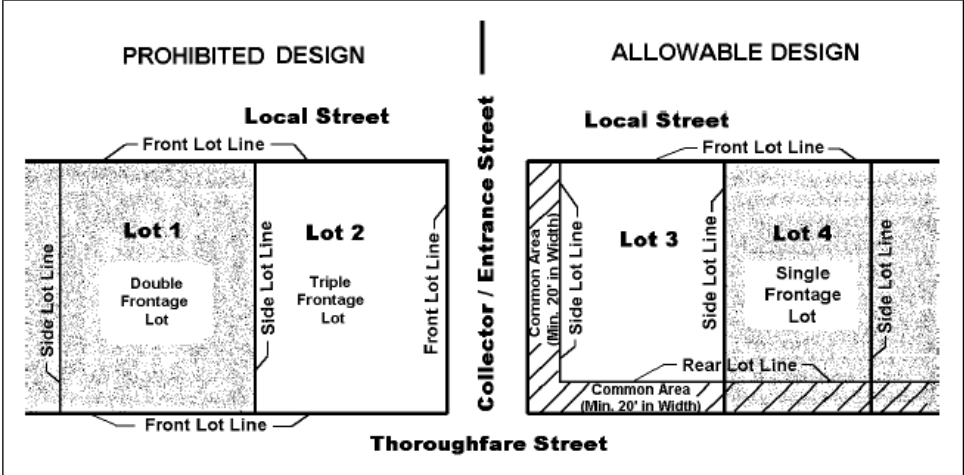 PROHIBITED DESIGN
ALLOWABLE DESIGN
Local Street
Front Lot Line
Lot 1
Double
Frontage
Lot
Side Lot Line
Side Lot Line
Lot 2
Triple
Frontage
Lot
Front Lot Line
Front Lot Line
Collector / Entrance Street
Local Street
Front Lot Line
Common Area
(Min. 20' in Width)
Side Lot Line
Lot 3
Side Lot Line
Lot 4
Single
Frontage
Lot
Side Lot Line
Rear Lot Line
Common Area
(Min. 20' in Width)
Thoroughfare Street